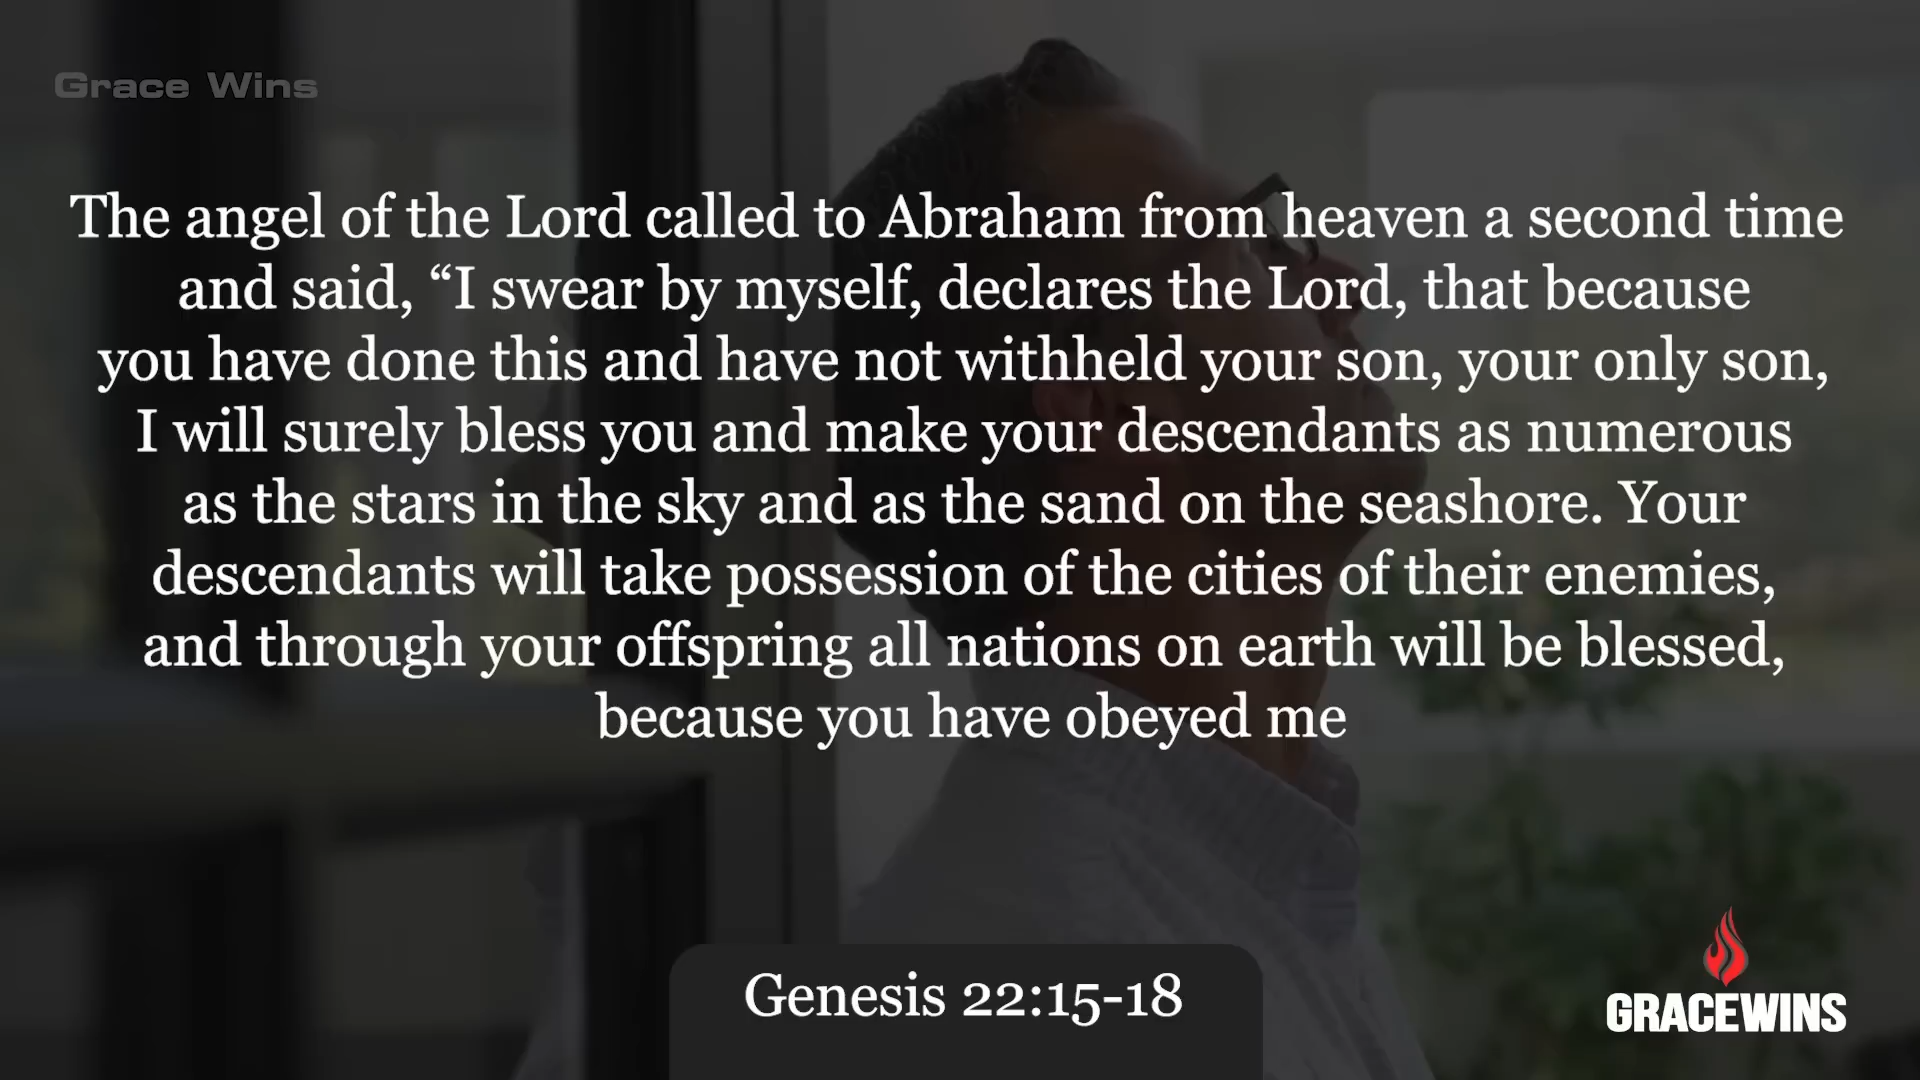 Grace Wins
The angel of the Lord called to Abraham from heaven a second time
and said, “I swear by myself, declares the Lord, that because
you have done this and have not withheld your son, your only son,
I will surely bless you and make your descendants as numerous
as the stars in the sky and as the sand on the seashore. Your
descendants will take possession of the cities of their enemies,
and through your offspring all nations on earth will be blessed,
because you have obeyed me
Genesis 22:15-18
GRACEWINS